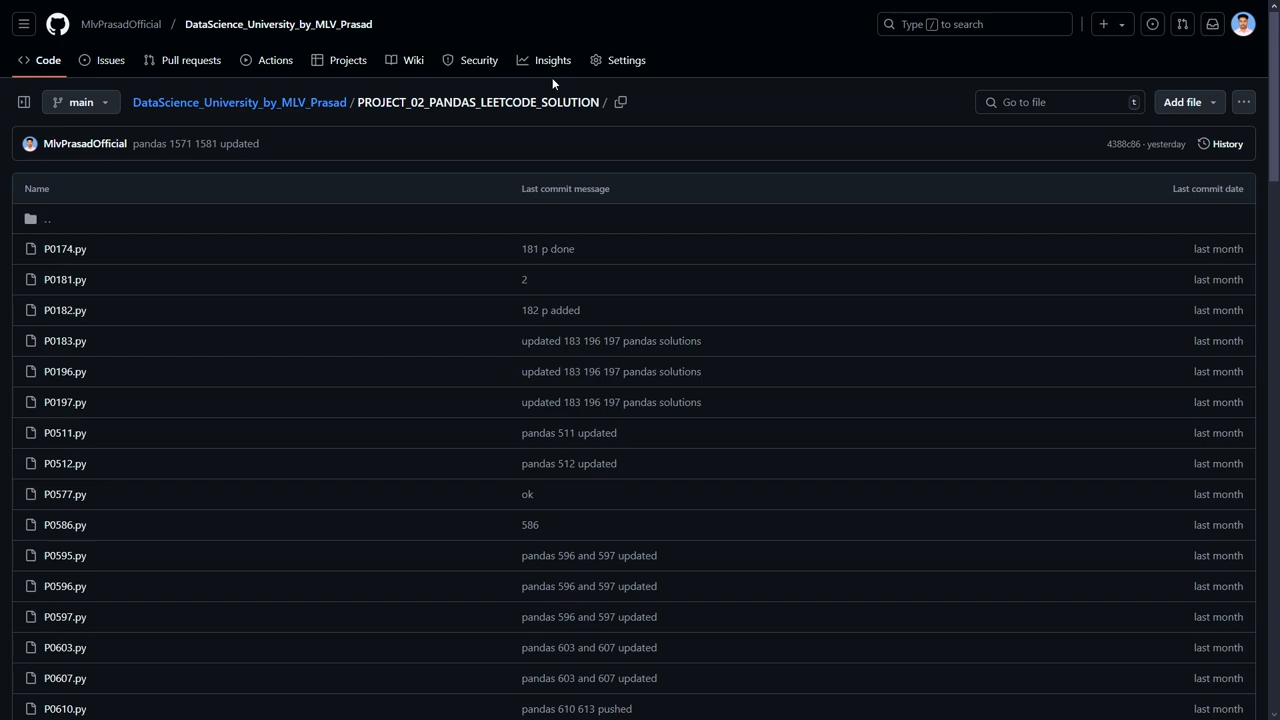 MlvPrasadOfficial / DataScience_University_by_MLV_Prasad
Type / to search
Code Issues Pull requests Actions Projects Wiki Security Insights Settings
main DataScience_University_by_MLV_Prasad / PROJECT_02_PANDAS_LEETCODE_SOLUTION / Go to file t Add file
MlvPrasadOfficial pandas 1571 1581 updated 4388c86 · yesterday History
Name Last commit message Last commit date
..
P0174.py 181 p done last month
P0181.py 2 last month
P0182.py 182 p added last month
P0183.py updated 183 196 197 pandas solutions last month
P0196.py updated 183 196 197 pandas solutions last month
P0197.py updated 183 196 197 pandas solutions last month
P0511.py pandas 511 updated last month
P0512.py pandas 512 updated last month
P0577.py ok last month
P0586.py 586 last month
P0595.py pandas 596 and 597 updated last month
P0596.py pandas 596 and 597 updated last month
P0597.py pandas 596 and 597 updated last month
P0603.py pandas 603 and 607 updated last month
P0607.py pandas 603 and 607 updated last month
P0610.py pandas 610 613 pushed last month